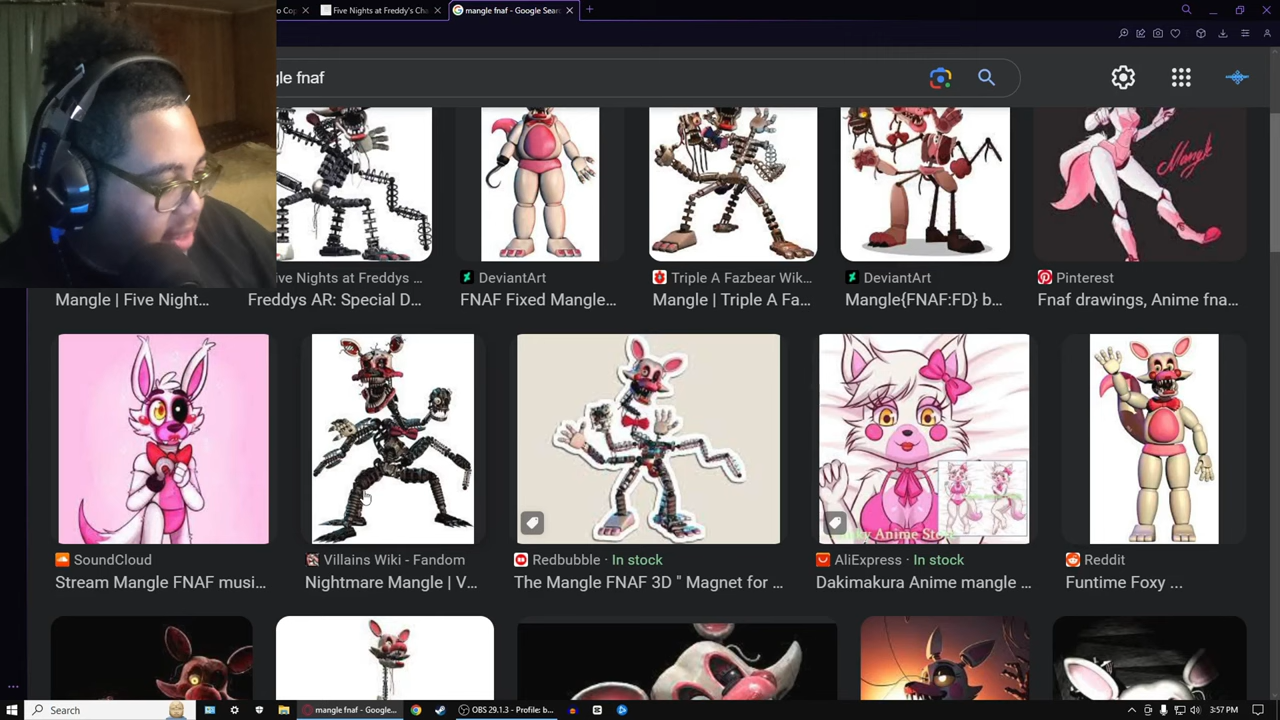 o Cop
Five Nights at Freddy's Cha
mangle fnaf - Google Sear
gle fnaf
Mangk
ive Nights at Freddys ...
DeviantArt
Triple A Fazbear Wik...
DeviantArt
Pinterest
Mangle | Five Night...
Freddys AR: Special D...
FNAF Fixed Mangle...
Mangle | Triple A Fa...
Mangle{FNAF:FD} b...
Fnaf drawings, Anime fna...
SoundCloud
Villains Wiki - Fandom
Redbubble · In stock
AliExpress · In stock
Reddit
Stream Mangle FNAF musi...
Nightmare Mangle | V...
The Mangle FNAF 3D " Magnet for ...
Dakimakura Anime mangle ...
Funtime Foxy ...
Search
mangle fnaf - Google...
OBS 29.1.3 - Profile: b...
3:57 PM